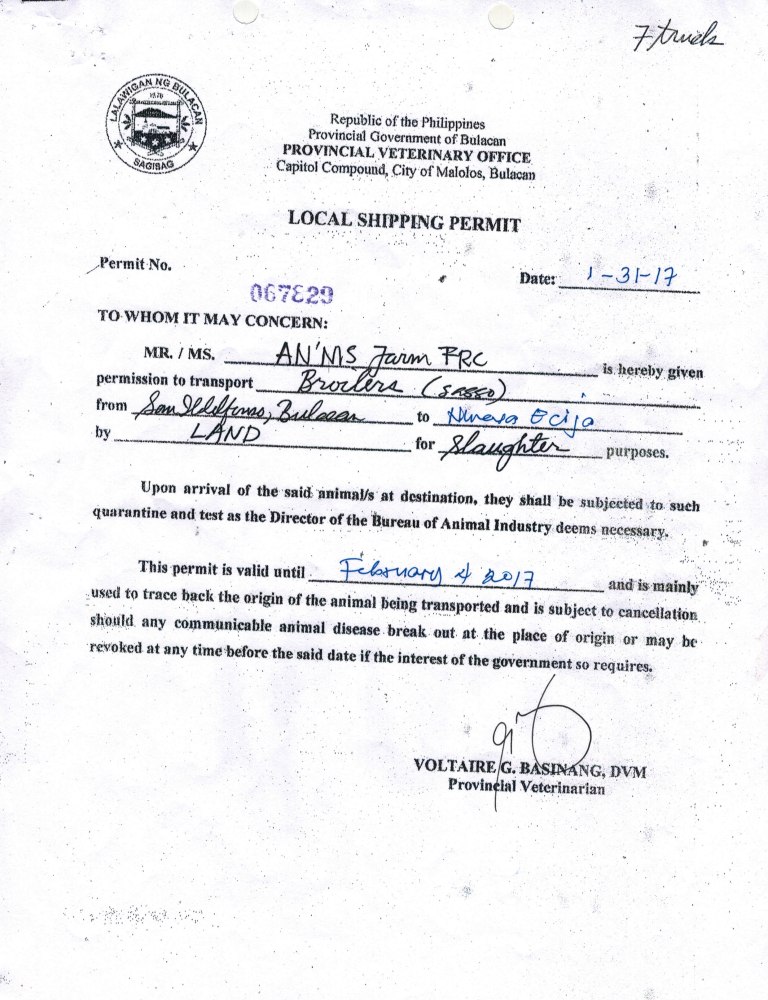 7 trucks
LALAWIGAN NG BULACAN
1578
SAGISAG
Republic of the Philippines
Provincial Government of Bulacan
PROVINCIAL VETERINARY OFFICE
Capitol Compound, City of Malolos, Bulacan
LOCAL SHIPPING PERMIT
Permit No.
067829
Date: 1-31-17
TO WHOM IT MAY CONCERN:
MR. / MS. AN'MS Farm FRC is hereby given
permission to transport Broilers (SASSO)
from San Ildelfonso, Bulacan to Nueva Ecija
by LAND for Slaughter purposes.
Upon arrival of the said animal/s at destination, they shall be subjected to such
quarantine and test as the Director of the Bureau of Animal Industry deems necessary.
This permit is valid until February 4 2017 and is mainly
used to trace back the origin of the animal being transported and is subject to cancellation
should any communicable animal disease break out at the place of origin or may be
revoked at any time before the said date if the interest of the government so requires.
VOLTAIRE G. BASINANG, DVM
Provincial Veterinarian